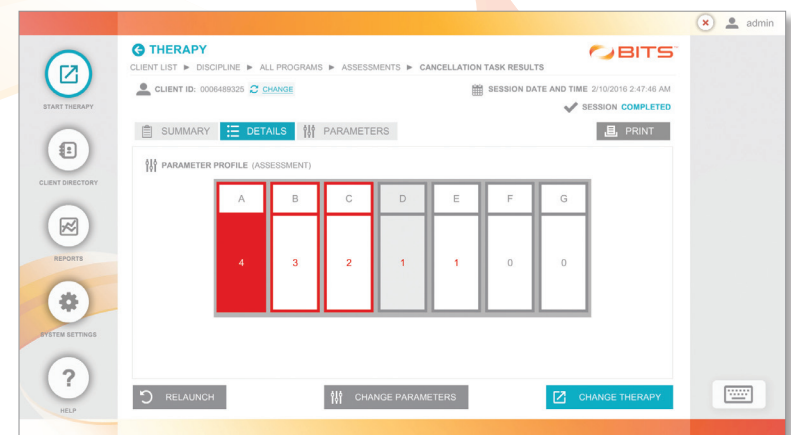 admin
THERAPY
BITS
CLIENT LIST ► DISCIPLINE ► ALL PROGRAMS ► ASSESSMENTS ► CANCELLATION TASK RESULTS
CLIENT ID: 0006489325 CHANGE
SESSION DATE AND TIME 2/10/2016 2:47:46 AM
SESSION COMPLETED
START THERAPY
SUMMARY DETAILS PARAMETERS PRINT
PARAMETER PROFILE (ASSESSMENT)
CLIENT DIRECTORY
A B C D E F G
4 3 2 1 1 0 0
REPORTS
SYSTEM SETTINGS
?
HELP
RELAUNCH CHANGE PARAMETERS CHANGE THERAPY